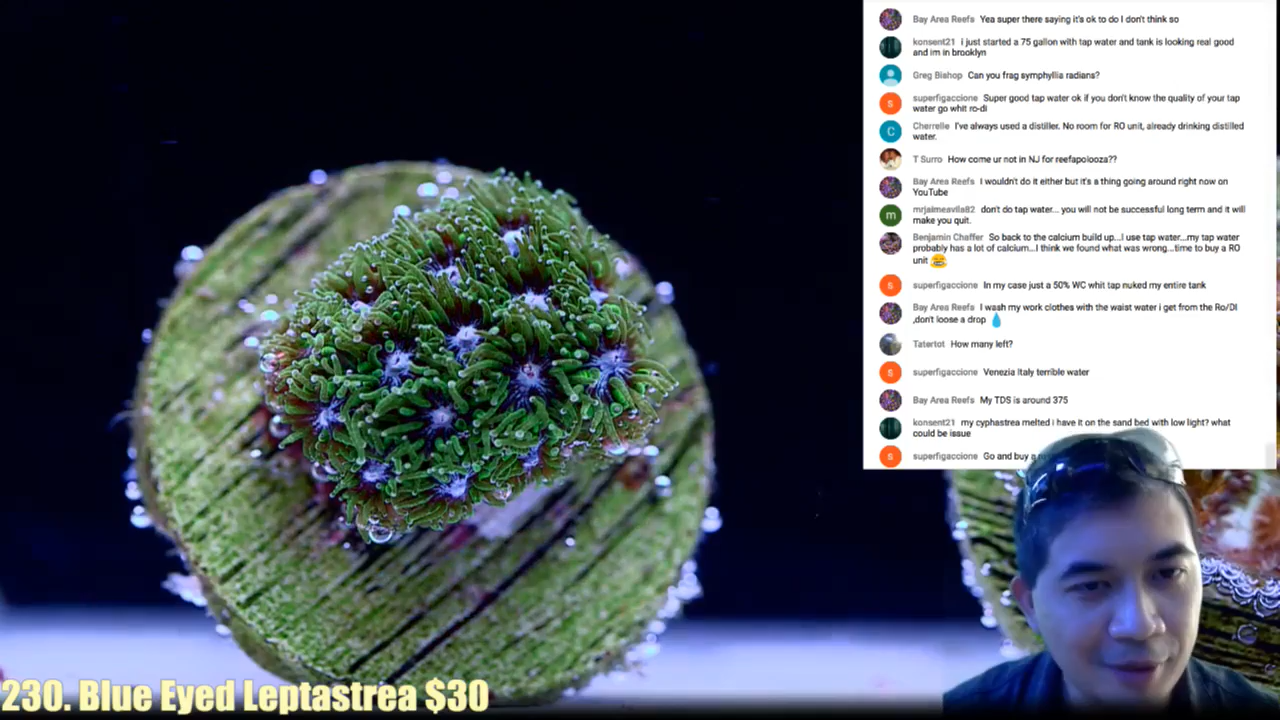 Bay Area Reefs Yea super there saying it's ok to do I don't think so
konsent21 i just started a 75 gallon with tap water and tank is looking real good
and im in brooklyn
Greg Bishop Can you frag symphyllia radians?
s superfigaccione Super good tap water ok if you don't know the quality of your tap
water go whit ro-di
C Cherrelle I've always used a distiller. No room for RO unit, already drinking distilled
water.
T Surro How come ur not in NJ for reefapolooza??
Bay Area Reefs I wouldn't do it either but it's a thing going around right now on
YouTube
m mrjaimeavila82 don't do tap water... you will not be successful long term and it will
make you quit.
Benjamin Chaffer So back to the calcium build up...I use tap water...my tap water
probably has a lot of calcium...I think we found what was wrong...time to buy a RO
unit 😂
s superfigaccione In my case just a 50% WC whit tap nuked my entire tank
Bay Area Reefs I wash my work clothes with the waist water i get from the Ro/DI
,don't loose a drop 💧
Tatertot How many left?
s superfigaccione Venezia Italy terrible water
Bay Area Reefs My TDS is around 375
konsent21 my cyphastrea melted i have it on the sand bed with low light? what
could be issue
s superfigaccione Go and buy a
230. Blue Eyed Leptastrea $30